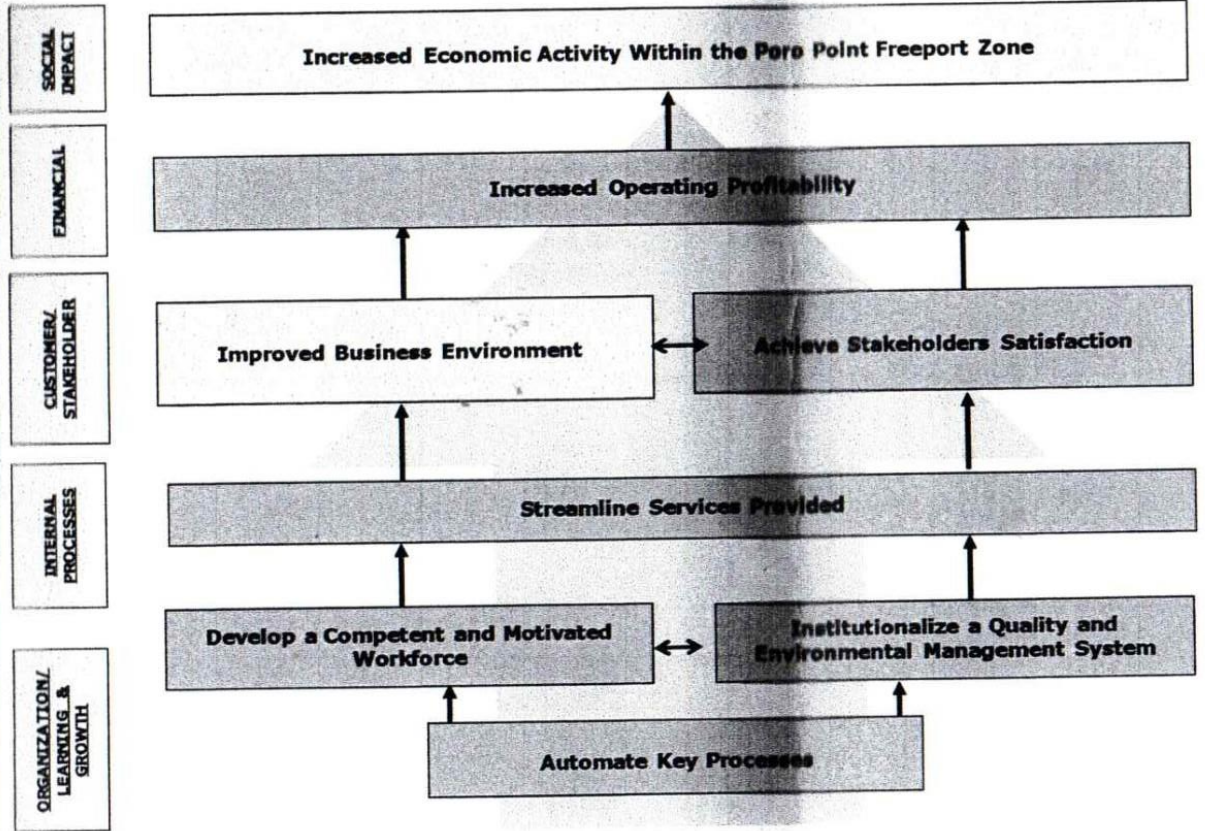 SOCIAL
IMPACT
Increased Economic Activity Within the Poro Point Freeport Zone
FINANCIAL
Increased Operating Profitability
CUSTOMER/
STAKEHOLDER
Improved Business Environment
Achieve Stakeholders Satisfaction
INTERNAL
PROCESSES
Streamline Services Provided
ORGANIZATION/
LEARNING &
GROWTH
Develop a Competent and Motivated
Workforce
Institutionalize a Quality and
Environmental Management System
Automate Key Processes